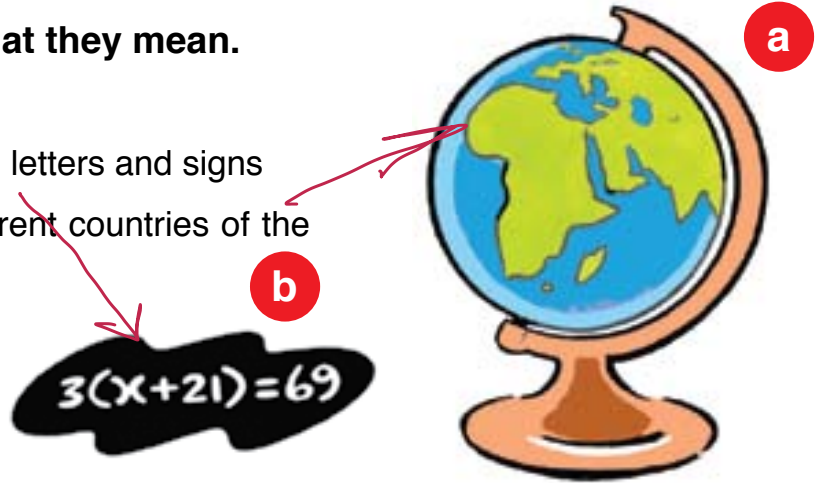 at they mean.
a
letters and signs
rent countries of the
b
3(x+21)=69